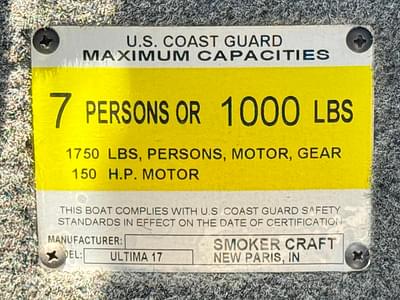 U.S. COAST GUARD
MAXIMUM CAPACITIES
7 PERSONS OR 1000 LBS
1750 LBS, PERSONS, MOTOR, GEAR
150 H.P. MOTOR
THIS BOAT COMPLIES WITH U.S. COAST GUARD SAFETY
STANDARDS IN EFFECT ON THE DATE OF CERTIFICATION
MANUFACTURER: SMOKER CRAFT
DEL: ULTIMA 17 NEW PARIS, IN